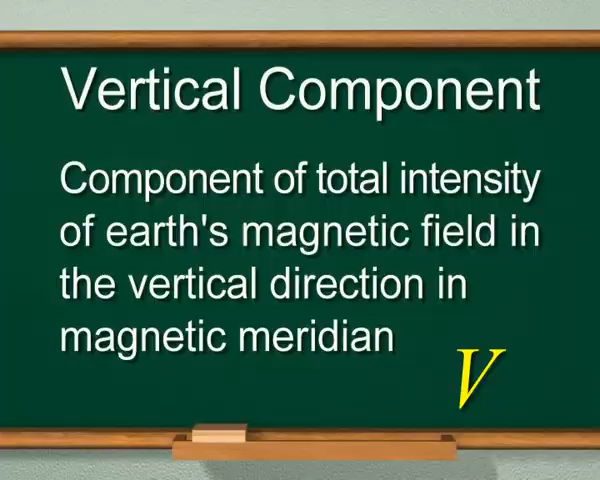 Vertical Component
Component of total intensity
of earth's magnetic field in
the vertical direction in
magnetic meridian
V